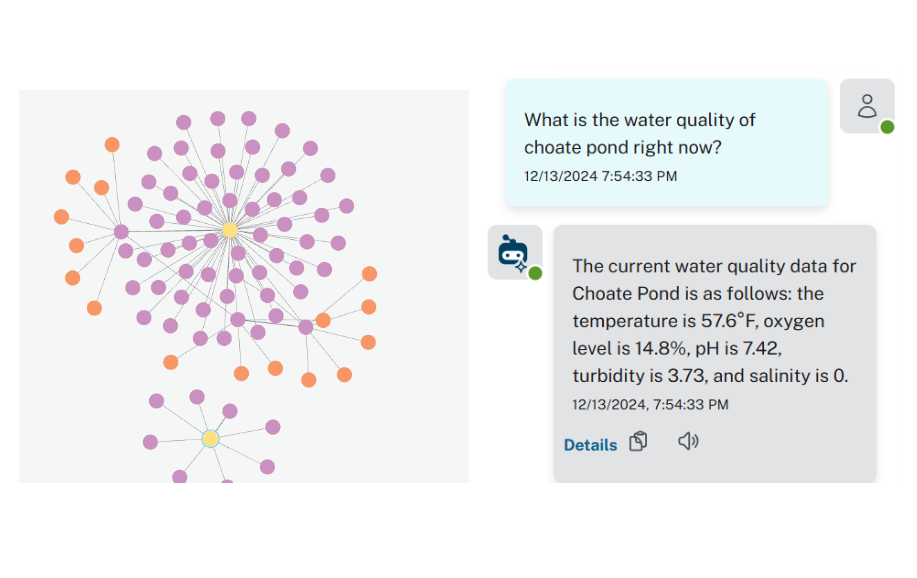 What is the water quality of
choate pond right now?
12/13/2024 7:54:33 PM
The current water quality data for
Choate Pond is as follows: the
temperature is 57.6°F, oxygen
level is 14.8%, pH is 7.42,
turbidity is 3.73, and salinity is 0.
12/13/2024, 7:54:33 PM
Details